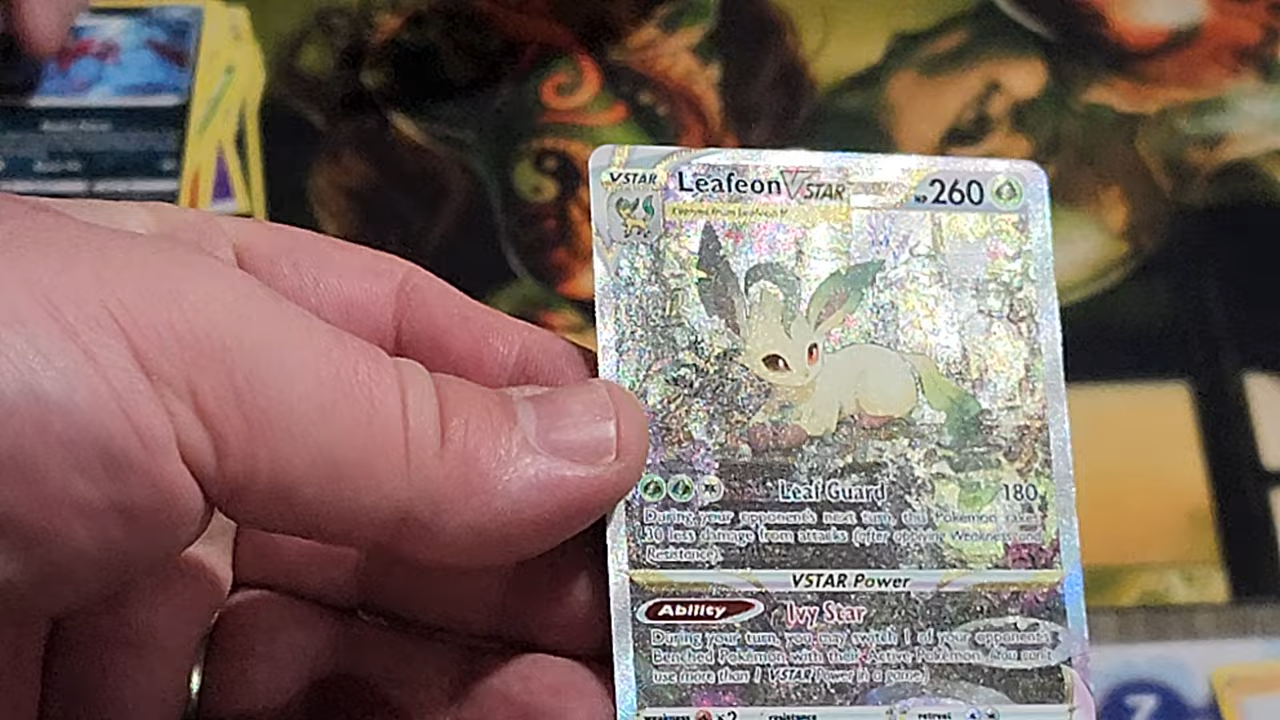 VSTAR Leafeon VSTAR HP 260
Evolves from Leafeon V
Leaf Guard 180
During your opponent's next turn, this Pokémon takes
30 less damage from attacks (after applying Weakness and
Resistance).
VSTAR Power
Ability Ivy Star
During your turn, you may switch 1 of your opponent's
Benched Pokémon with their Active Pokémon. (You can't
use more than 1 VSTAR Power in a game.)
weakness ×2 resistance retreat